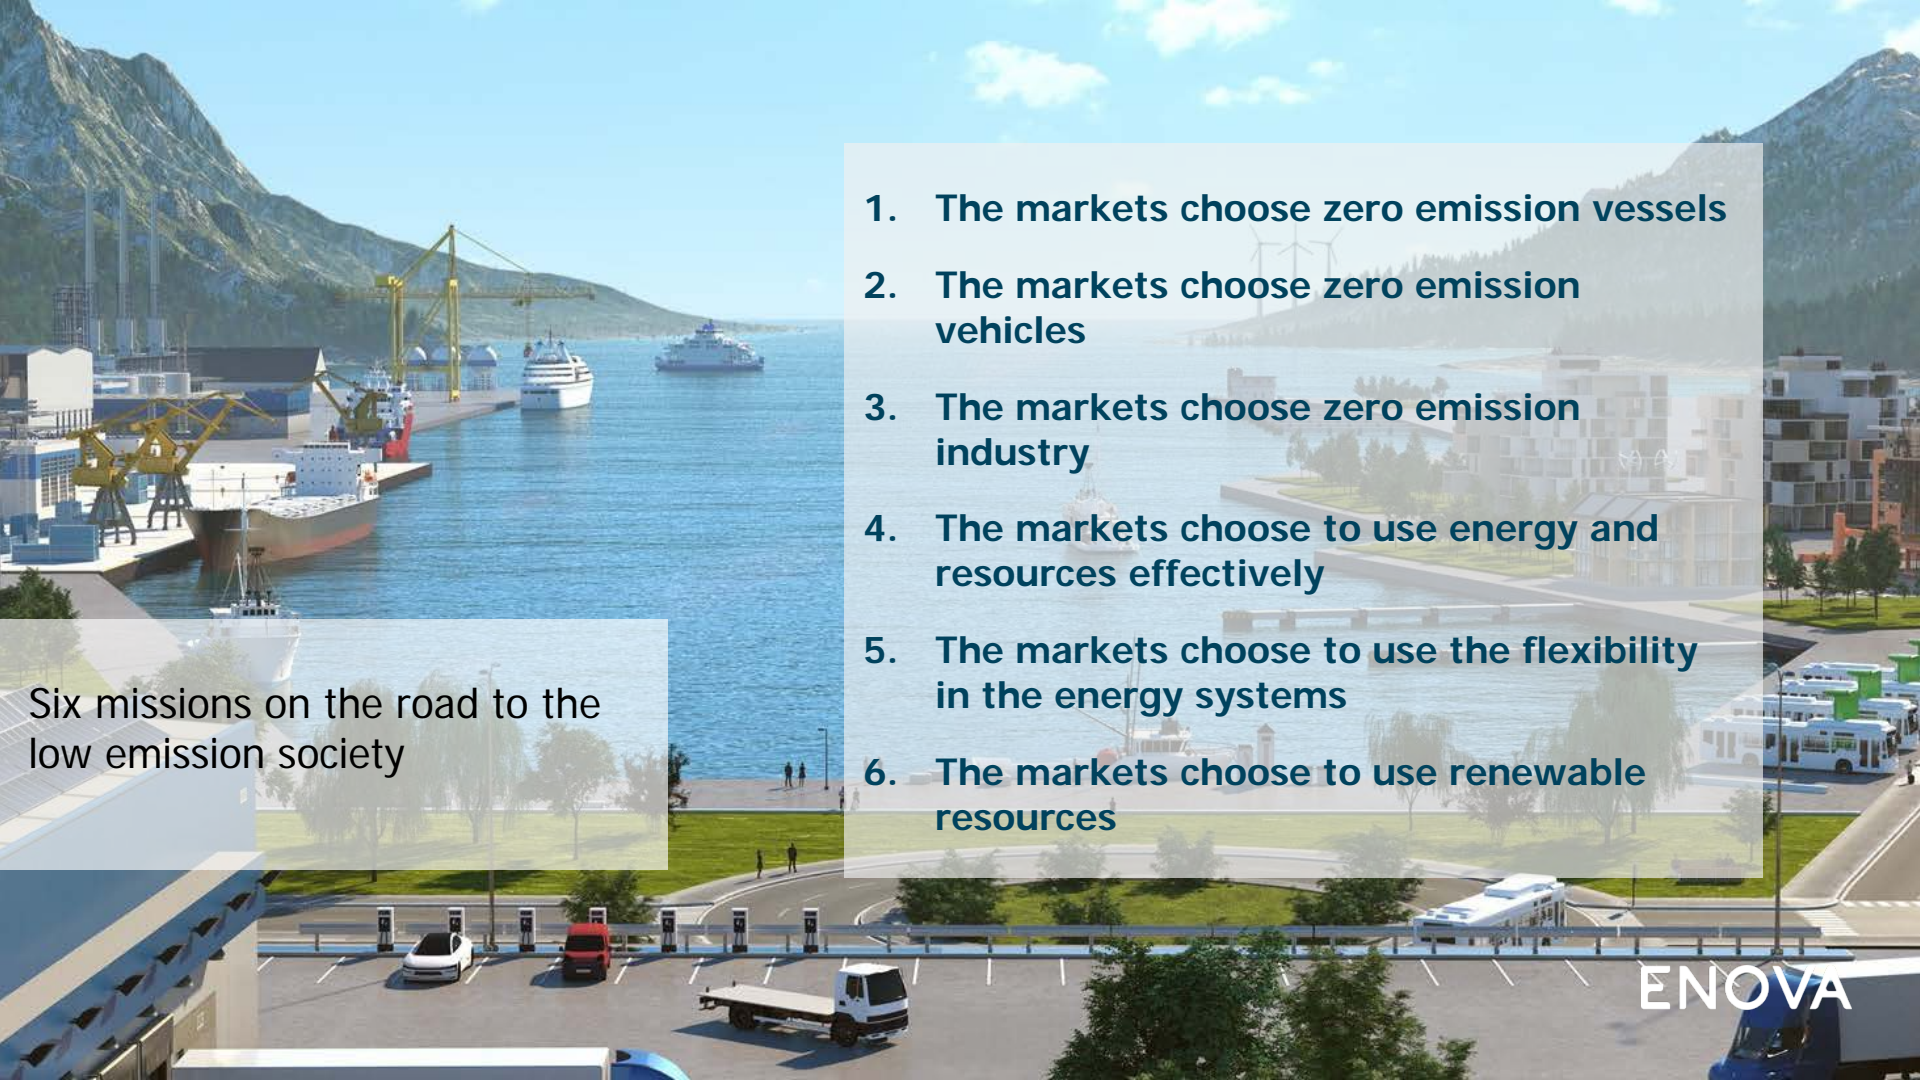 1. The markets choose zero emission vessels
2. The markets choose zero emission
vehicles
3. The markets choose zero emission
industry
4. The markets choose to use energy and
resources effectively
5. The markets choose to use the flexibility
in the energy systems
6. The markets choose to use renewable
resources
Six missions on the road to the
low emission society
ENOVA